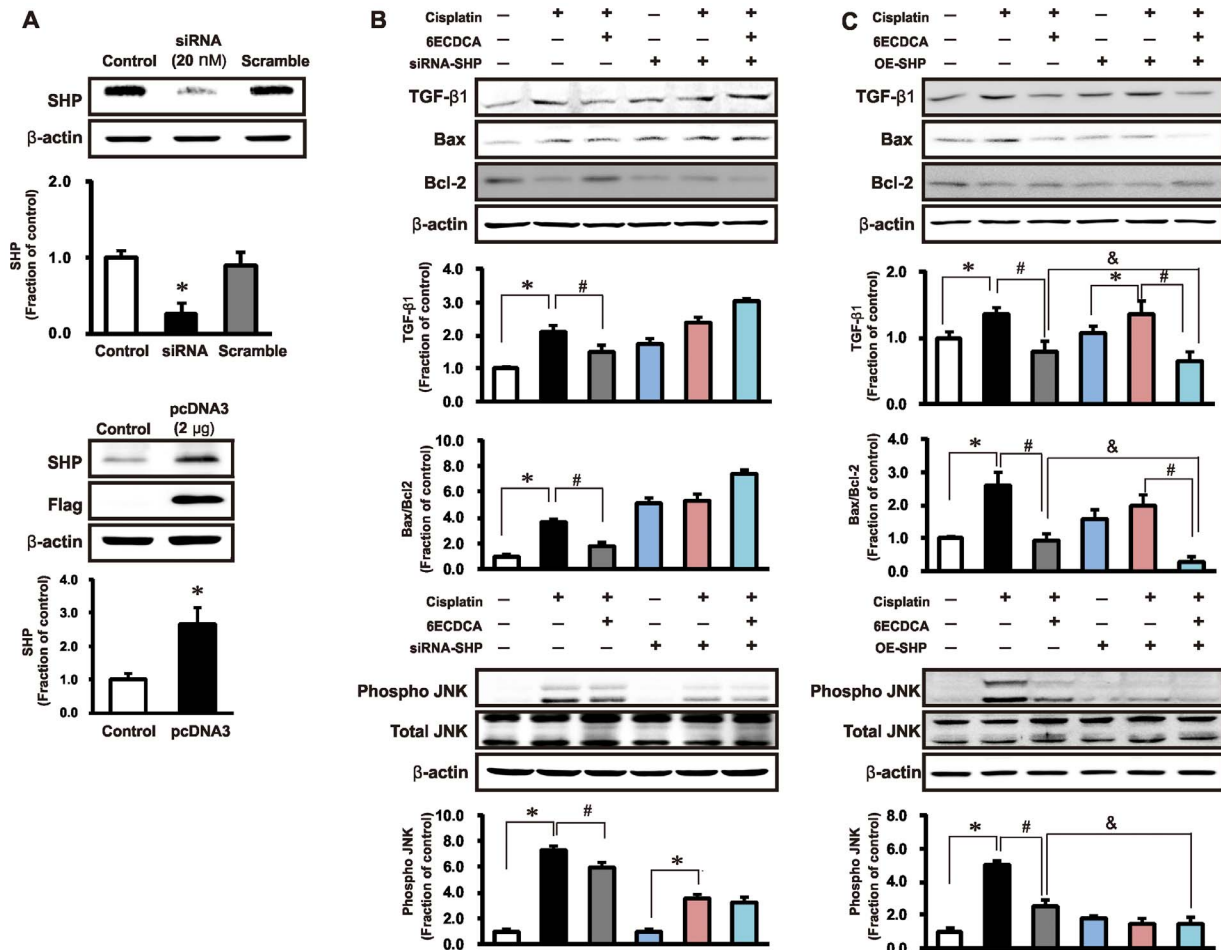 A
siRNA
Control (20 nM) Scramble
SHP
β-actin
2.0
1.0
0.0
SHP
(Fraction of control)
*
Control siRNA Scramble
pcDNA3
Control (2 µg)
SHP
Flag
β-actin
4.0
3.0
2.0
1.0
0.0
SHP
(Fraction of control)
*
Control pcDNA3
B
Cisplatin – + + – + +
6ECDCA – – + – – +
siRNA-SHP – – – + + +
TGF-β1
Bax
Bcl-2
β-actin
4.0
3.0
2.0
1.0
0.0
TGF-β1
(Fraction of control)
* #
10.0
8.0
6.0
4.0
2.0
0.0
Bax/Bcl2
(Fraction of control)
* #
Cisplatin – + + – + +
6ECDCA – – + – – +
siRNA-SHP – – – + + +
Phospho JNK
Total JNK
β-actin
10.0
8.0
6.0
4.0
2.0
0.0
Phospho JNK
(Fraction of control)
* # *
C
Cisplatin – + + – + +
6ECDCA – – + – – +
OE-SHP – – – + + +
TGF-β1
Bax
Bcl-2
β-actin
2.0
1.0
0.0
TGF-β1
(Fraction of control)
&
* # * #
4.0
3.0
2.0
1.0
0.0
Bax/Bcl-2
(Fraction of control)
* # & #
Cisplatin – + + – + +
6ECDCA – – + – – +
OE-SHP – – – + + +
Phospho JNK
Total JNK
β-actin
8.0
6.0
4.0
2.0
0.0
Phospho JNK
(Fraction of control)
* # &